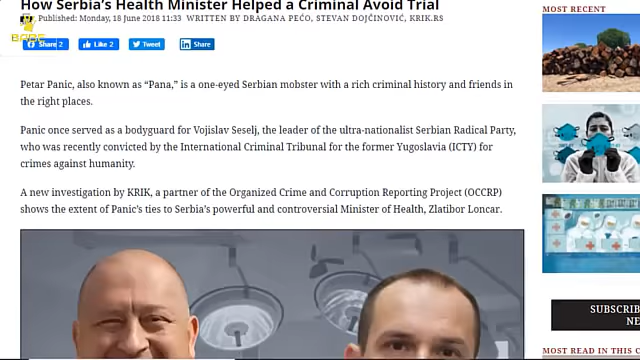 How Serbia's Health Minister Helped a Criminal Avoid Trial
Published: Monday, 18 June 2018 11:33 WRITTEN BY DRAGANA PEĆO, STEVAN DOJČINOVIĆ, KRIK.RS
Share 2
Like 2
Tweet
Share
Petar Panic, also known as “Pana,” is a one-eyed Serbian mobster with a rich criminal history and friends in
the right places.
Panic once served as a bodyguard for Vojislav Seselj, the leader of the ultra-nationalist Serbian Radical Party,
who was recently convicted by the International Criminal Tribunal for the former Yugoslavia (ICTY) for
crimes against humanity.
A new investigation by KRIK, a partner of the Organized Crime and Corruption Reporting Project (OCCRP)
shows the extent of Panic’s ties to Serbia’s powerful and controversial Minister of Health, Zlatibor Loncar.
MOST RECENT
SUBSCRIB
NE
MOST READ IN THIS C